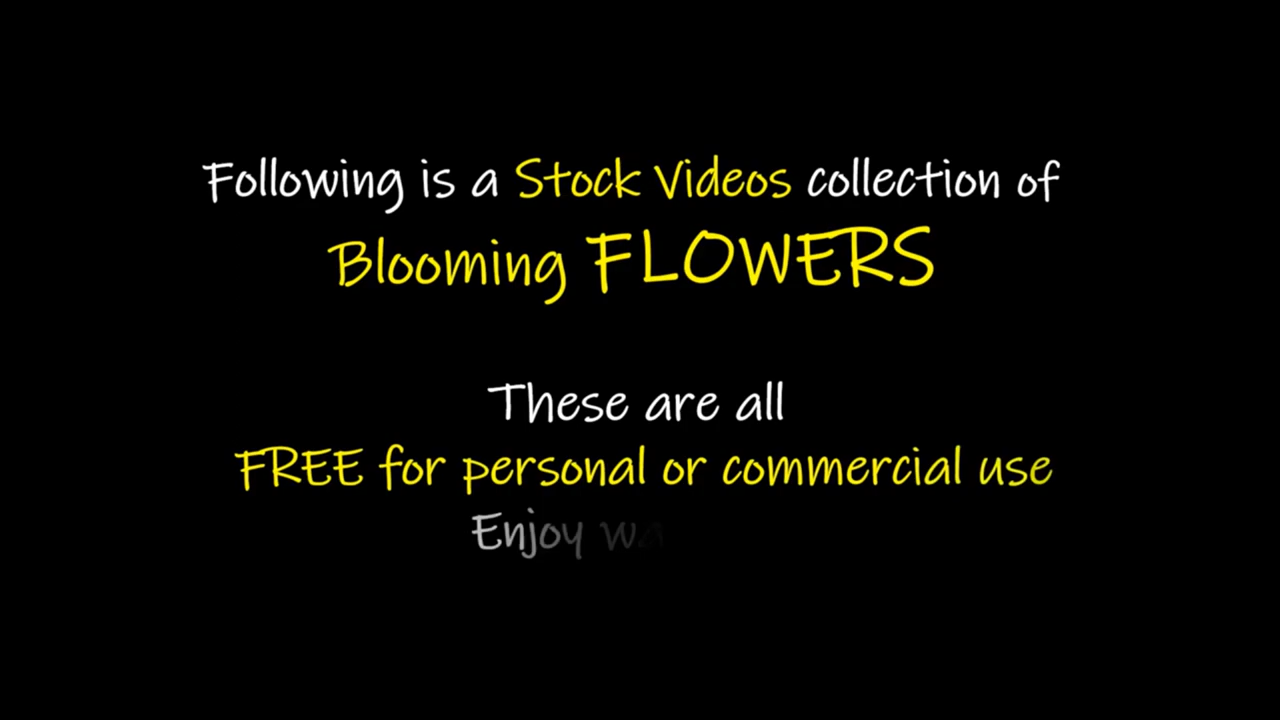 Following is a Stock Videos collection of
Blooming FLOWERS
These are all
FREE for personal or commercial use
Enjoy